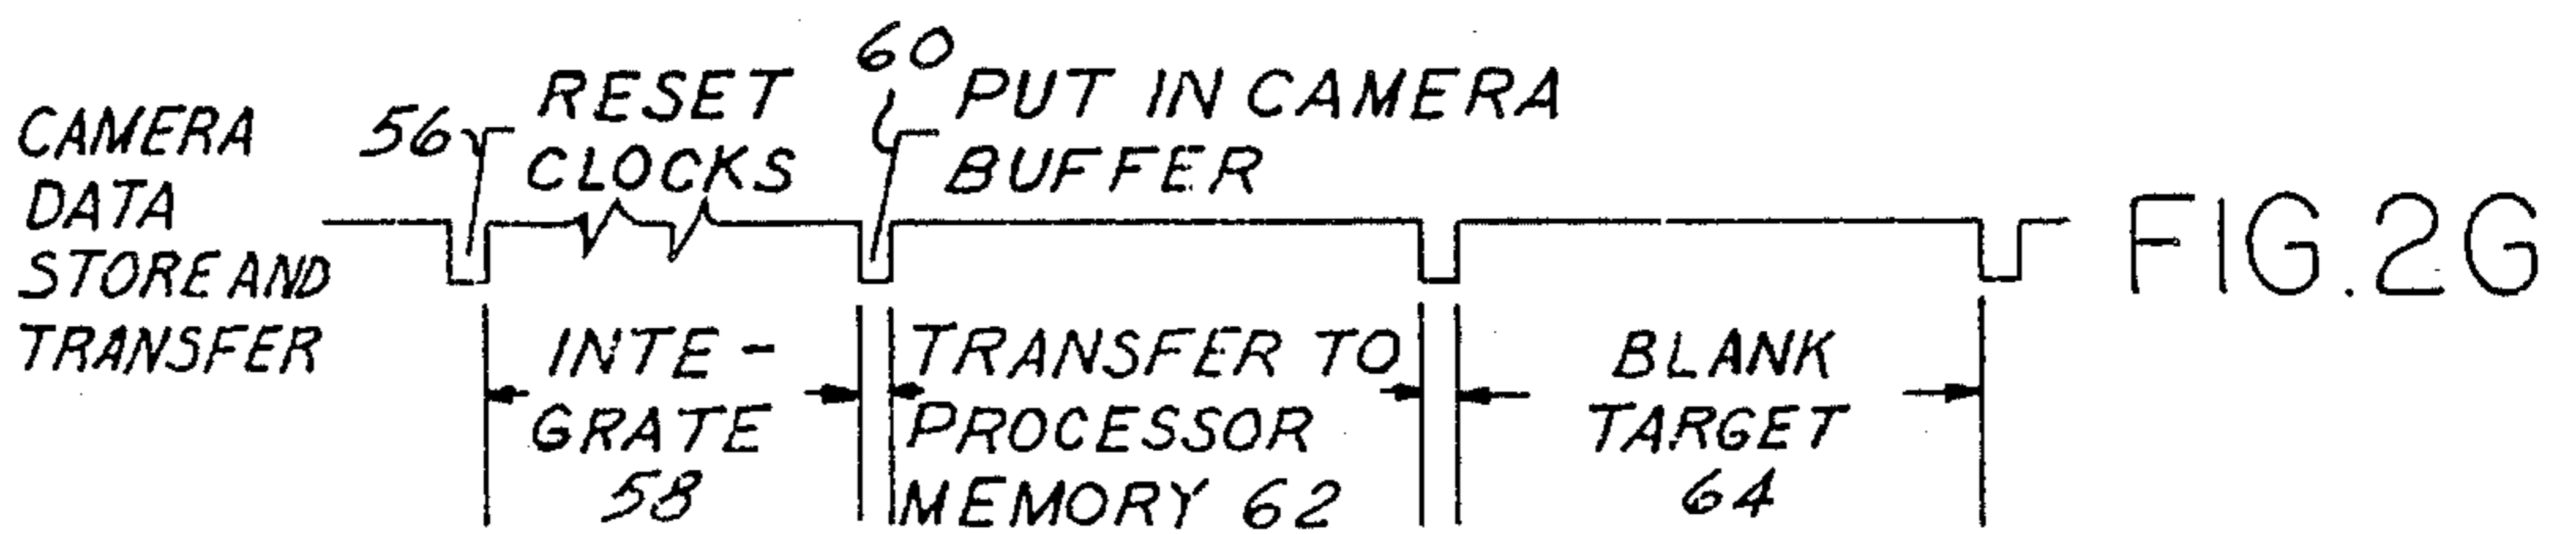 CAMERA
DATA
STORE AND
TRANSFER
56
RESET
CLOCKS
60
PUT IN CAMERA
BUFFER
INTE-
GRATE
58
TRANSFER TO
PROCESSOR
MEMORY 62
BLANK
TARGET
64
FIG.2G